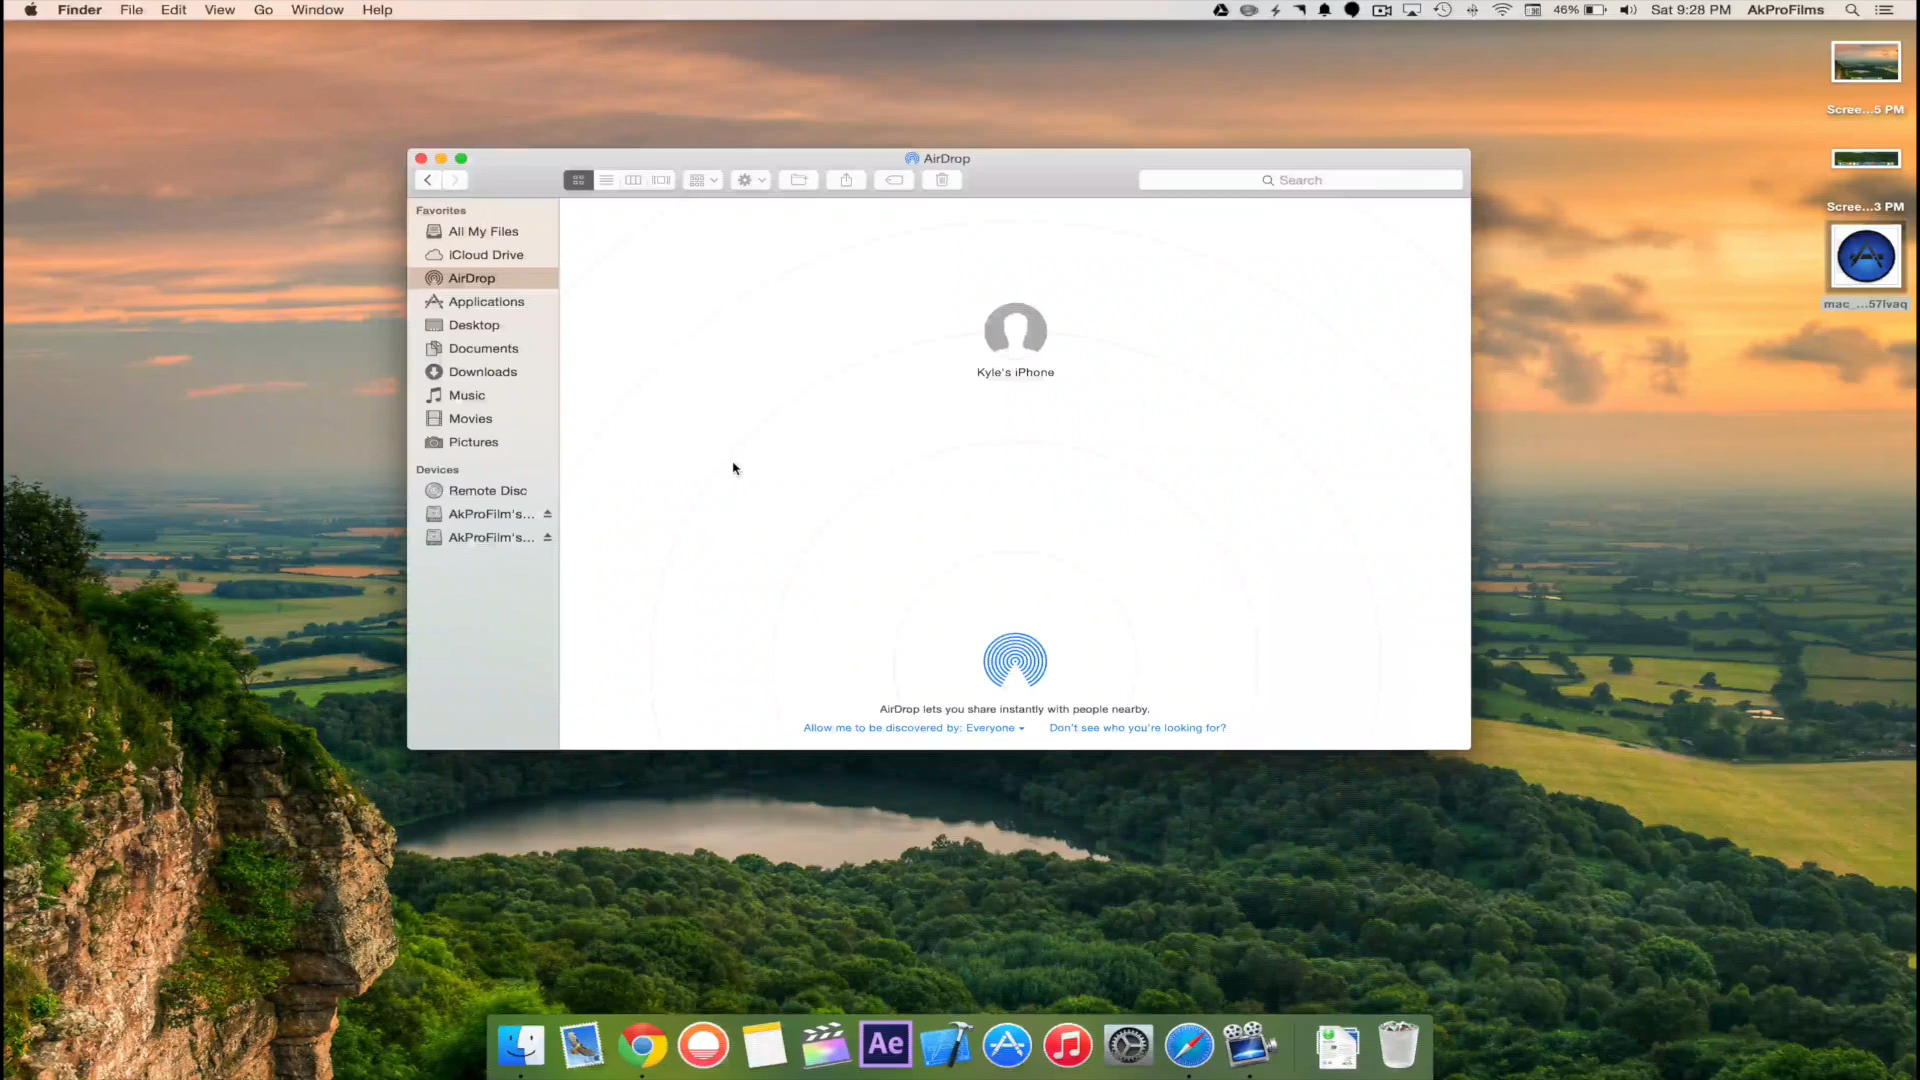 Finder File Edit View Go Window Help
46% Sat 9:28 PM AkProFilms
Scree...5 PM
Scree...3 PM
mac_...57lvaq
AirDrop
Search
Favorites
All My Files
iCloud Drive
AirDrop
Applications
Desktop
Documents
Downloads
Music
Movies
Pictures
Devices
Remote Disc
AkProFilm's...
AkProFilm's...
Kyle's iPhone
AirDrop lets you share instantly with people nearby.
Allow me to be discovered by: Everyone Don't see who you're looking for?
Ae